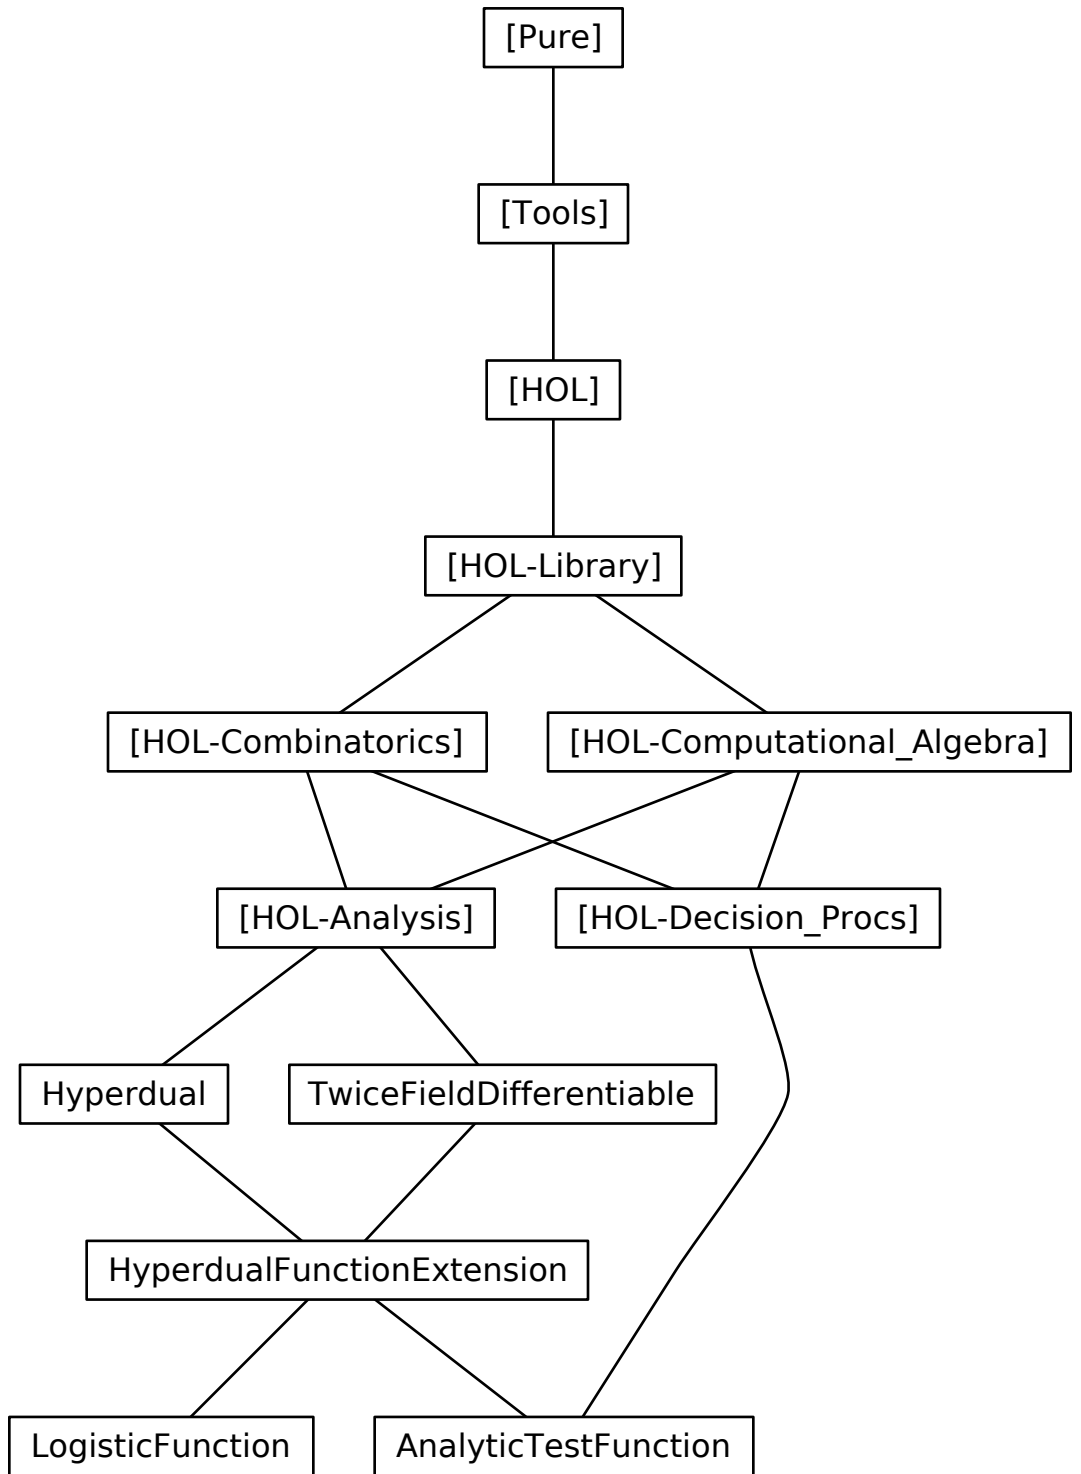 [Pure]
[Tools]
[HOL]
[HOL-Library]
[HOL-Combinatorics]
[HOL-Computational_Algebra]
[HOL-Analysis]
[HOL-Decision_Procs]
Hyperdual
TwiceFieldDifferentiable
HyperdualFunctionExtension
LogisticFunction
AnalyticTestFunction